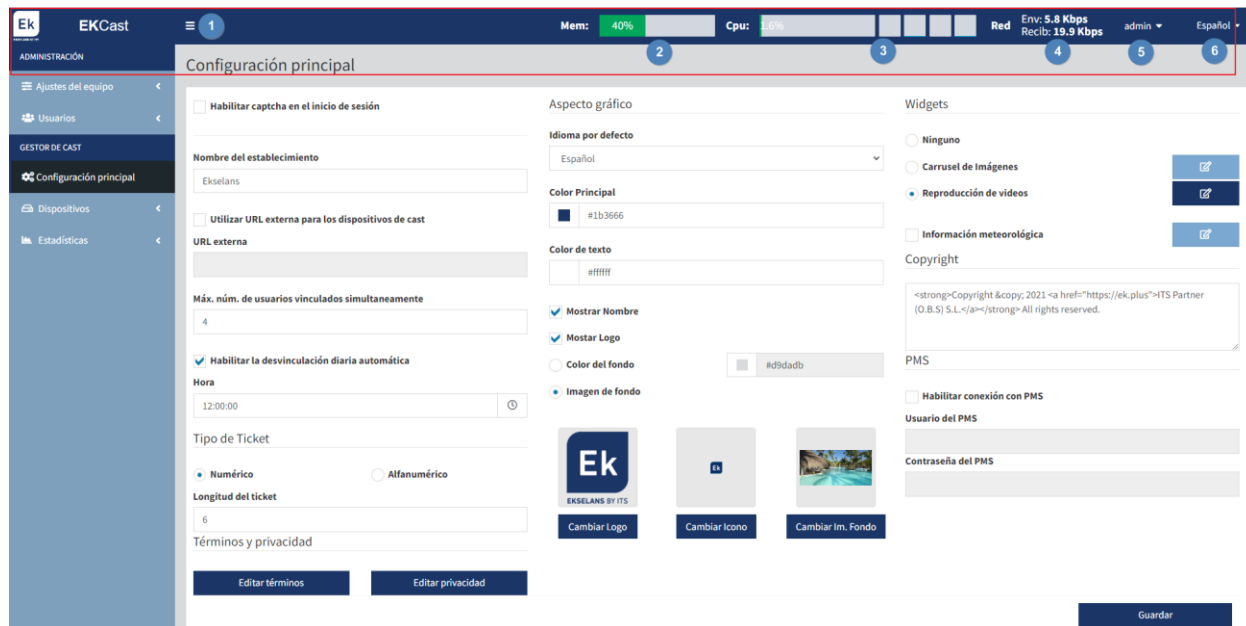 Ek
EKCast
1
Mem: 40%
Cpu: 1.6%
Red
Env: 5.8 Kbps
Recib: 19.9 Kbps
admin
Español
2
3
4
5
6
ADMINISTRACIÓN
Ajustes del equipo
Usuarios
GESTOR DE CAST
Configuración principal
Dispositivos
Estadísticas
Configuración principal
Habilitar captcha en el inicio de sesión
Nombre del establecimiento
Ekselans
Utilizar URL externa para los dispositivos de cast
URL externa
Máx. núm. de usuarios vinculados simultaneamente
4
Habilitar la desvinculación diaria automática
Hora
12:00:00
Tipo de Ticket
Numérico
Alfanumérico
Longitud del ticket
6
Términos y privacidad
Editar términos
Editar privacidad
Aspecto gráfico
Idioma por defecto
Español
Color Principal
#1b3666
Color de texto
#ffffff
Mostrar Nombre
Mostar Logo
Color del fondo
#d9dadb
Imagen de fondo
Ek
EKSELANS BY ITS
Ek
Cambiar Logo
Cambiar Icono
Cambiar Im. Fondo
Widgets
Ninguno
Carrusel de Imágenes
Reproducción de videos
Información meteorológica
Copyright
<strong>Copyright &copy; 2021 <a href="https://ek.plus">ITS Partner
(O.B.S) S.L.</a></strong> All rights reserved.
PMS
Habilitar conexión con PMS
Usuario del PMS
Contraseña del PMS
Guardar